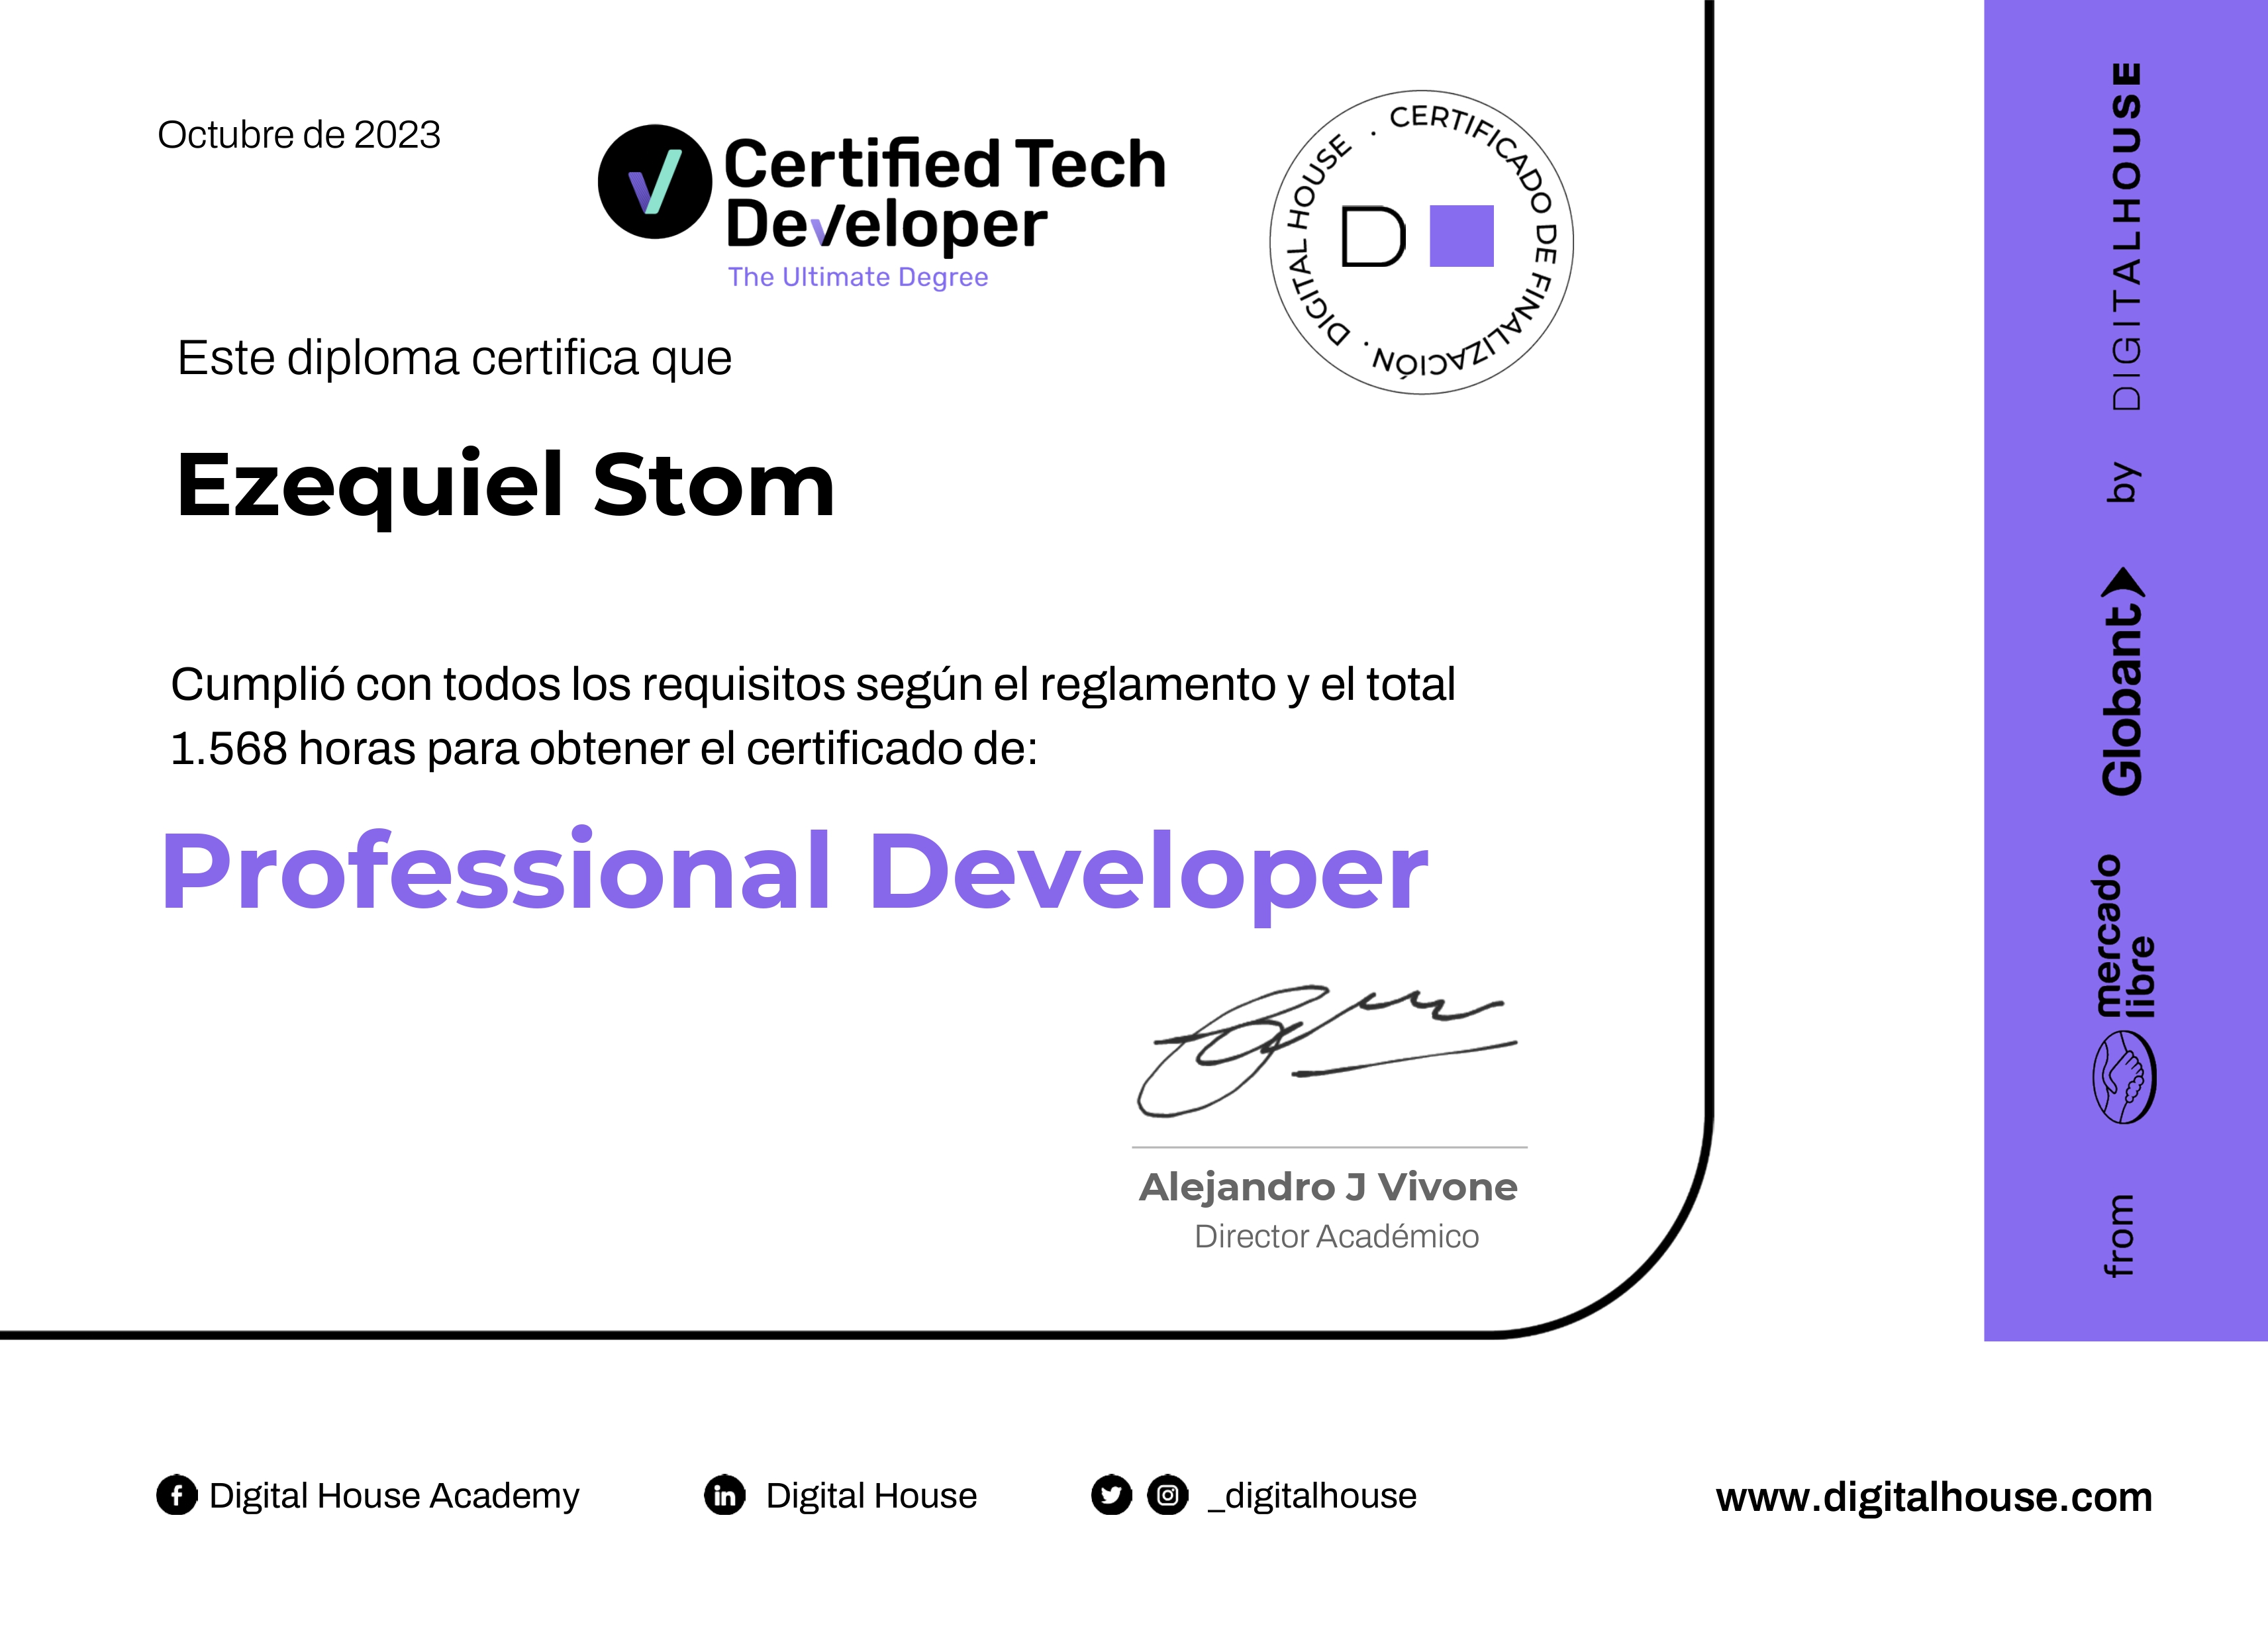 Octubre de 2023
Certified Tech
Developer
The Ultimate Degree
. CERTIFICADO DE FINALIZACIÓN . DIGITAL HOUSE
D
Este diploma certifica que
Ezequiel Stom
Cumplió con todos los requisitos según el reglamento y el total
1.568 horas para obtener el certificado de:
Professional Developer
Alejandro J Vivone
Director Académico
from
mercado
libre
Globant
by
DIGITALHOUSE
Digital House Academy
Digital House
_digitalhouse
www.digitalhouse.com